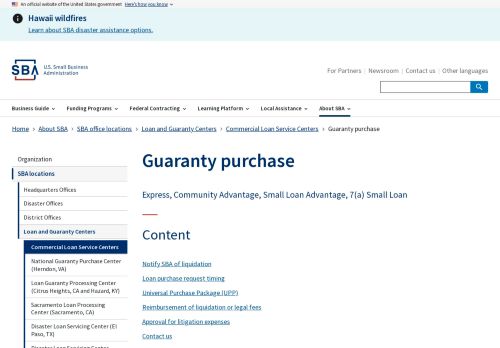 An official website of the United States government Here's how you know
Hawaii wildfires
Learn about SBA disaster assistance options.
SBA U.S. Small Business
Administration
For Partners Newsroom Contact us Other languages
Business Guide Funding Programs Federal Contracting Learning Platform Local Assistance About SBA
Home About SBA SBA office locations Loan and Guaranty Centers Commercial Loan Service Centers Guaranty purchase
Organization
SBA locations
Headquarters Offices
Disaster Offices
District Offices
Loan and Guaranty Centers
Commercial Loan Service Centers
National Guaranty Purchase Center
(Herndon, VA)
Loan Guaranty Processing Center
(Citrus Heights, CA and Hazard, KY)
Sacramento Loan Processing
Center (Sacramento, CA)
Disaster Loan Servicing Center (El
Paso, TX)
Disaster Loan Servicing
Guaranty purchase
Express, Community Advantage, Small Loan Advantage, 7(a) Small Loan
Content
Notify SBA of liquidation
Loan purchase request timing
Universal Purchase Package (UPP)
Reimbursement of liquidation or legal fees
Approval for litigation expenses
Contact us